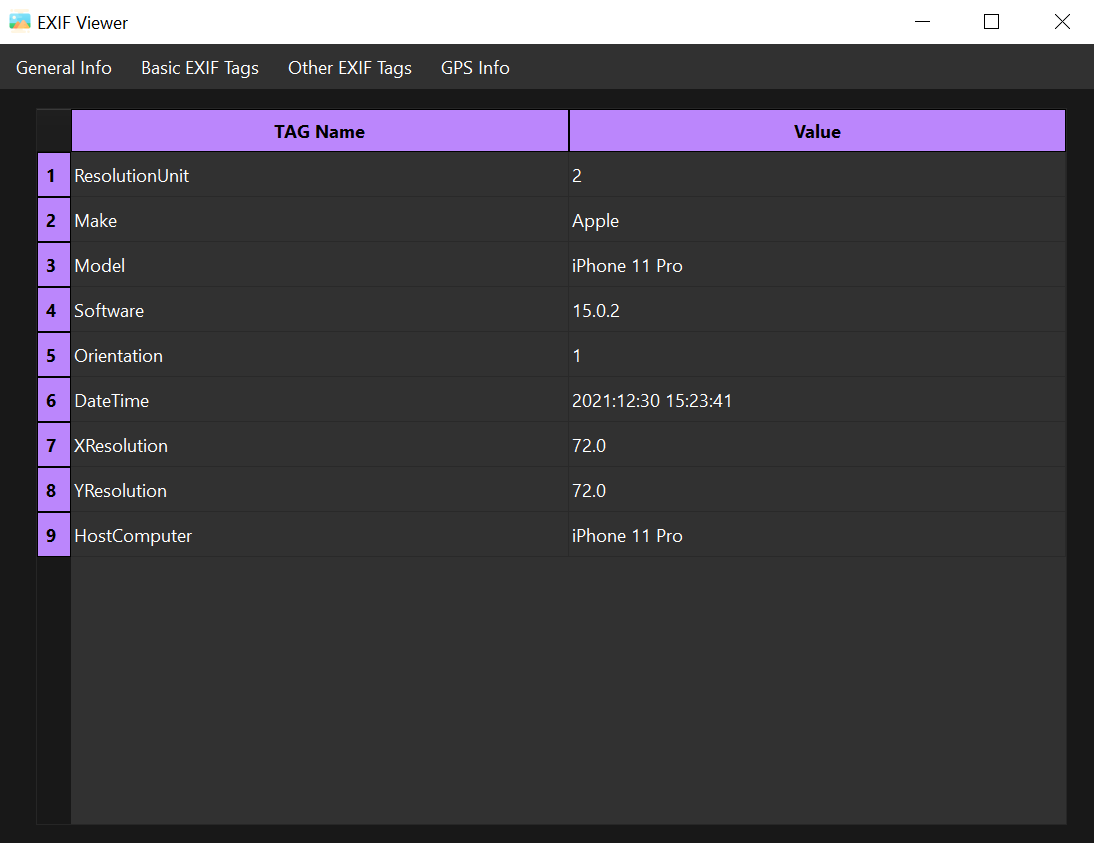 EXIF Viewer
General Info Basic EXIF Tags Other EXIF Tags GPS Info
TAG Name Value
1 ResolutionUnit 2
2 Make Apple
3 Model iPhone 11 Pro
4 Software 15.0.2
5 Orientation 1
6 DateTime 2021:12:30 15:23:41
7 XResolution 72.0
8 YResolution 72.0
9 HostComputer iPhone 11 Pro